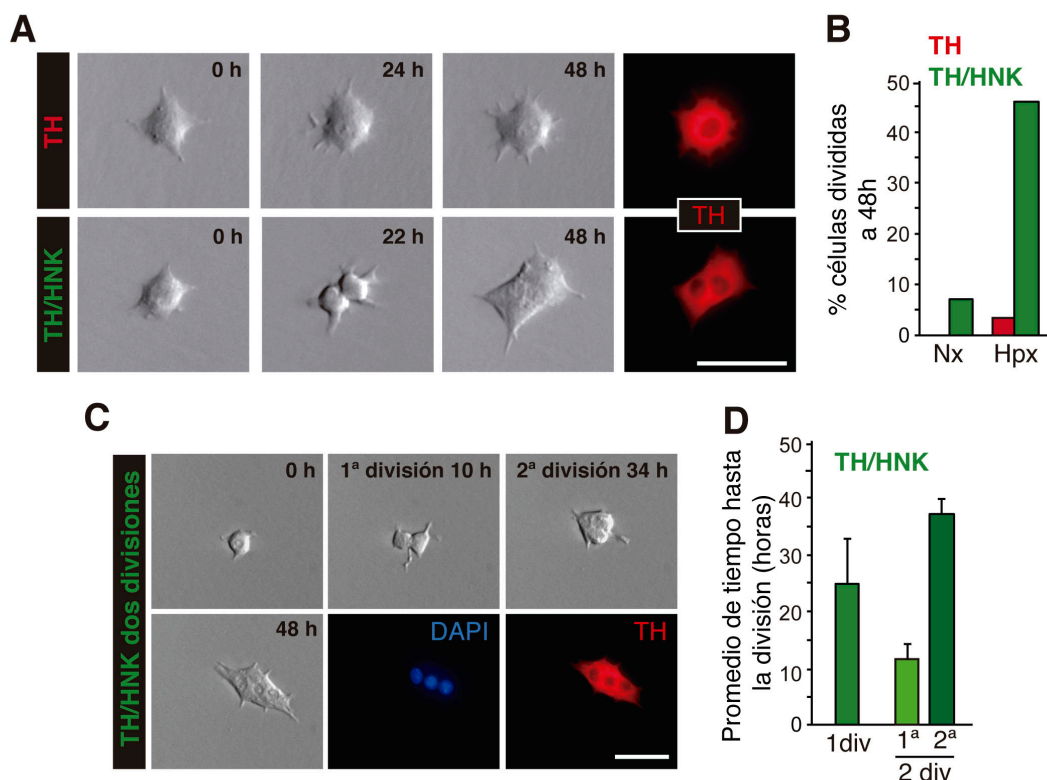 A
TH
0 h
24 h
48 h
TH/HNK
0 h
22 h
48 h
TH
B
TH
TH/HNK
% células divididas
a 48h
50
40
30
20
10
0
Nx
Hpx
C
TH/HNK dos divisiones
0 h
1ª división 10 h
2ª división 34 h
48 h
DAPI
TH
D
TH/HNK
Promedio de tiempo hasta
la división (horas)
50
40
30
20
10
0
1div
1ª
2ª
2 div